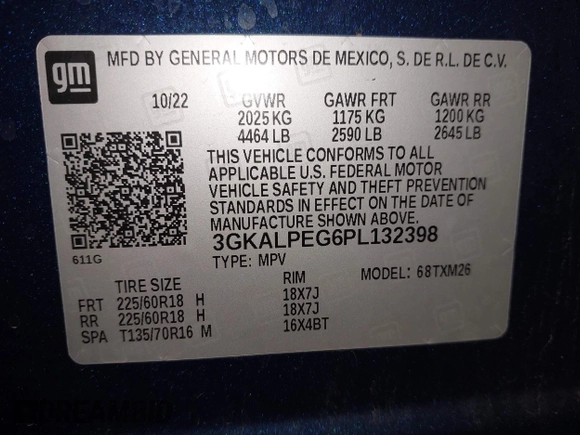 gm MFD BY GENERAL MOTORS DE MEXICO, S. DE R.L. DE C.V.
10/22 GVWR GAWR FRT GAWR RR
2025 KG 1175 KG 1200 KG
4464 LB 2590 LB 2645 LB
THIS VEHICLE CONFORMS TO ALL
APPLICABLE U.S. FEDERAL MOTOR
VEHICLE SAFETY AND THEFT PREVENTION
STANDARDS IN EFFECT ON THE DATE OF
MANUFACTURE SHOWN ABOVE.
611G 3GKALPEG6PL132398
TYPE: MPV MODEL: 68TXM26
TIRE SIZE RIM
FRT 225/60R18 H 18X7J
RR 225/60R18 H 18X7J
SPA T135/70R16 M 16X4BT